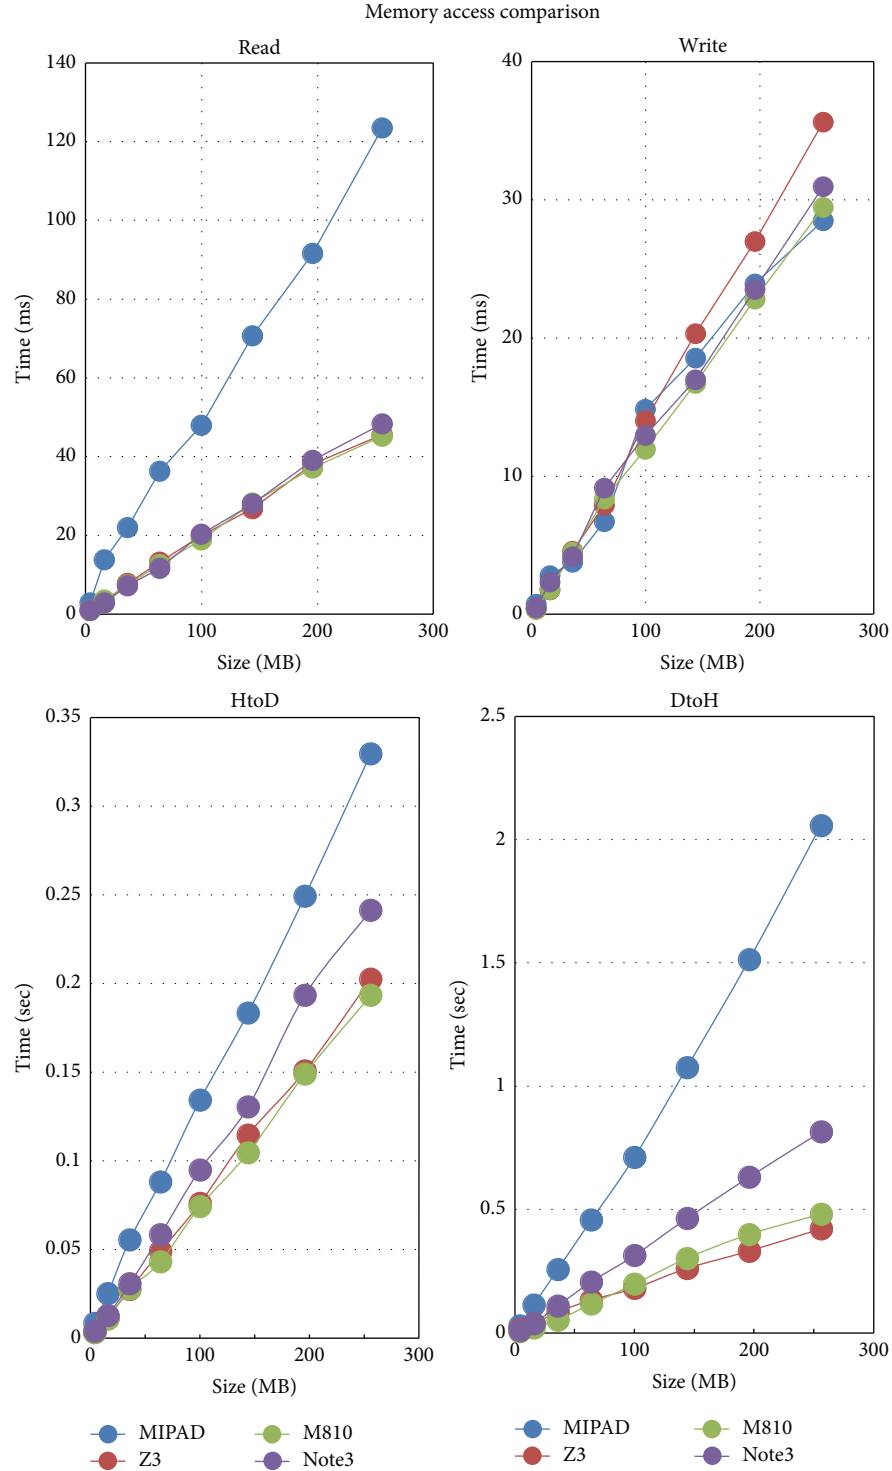 Memory access comparison
Read
140
120
100
80
60
40
20
0
Time (ms)
0 100 200 300
Size (MB)
Write
40
30
20
10
0
Time (ms)
0 100 200 300
Size (MB)
HtoD
0.35
0.3
0.25
0.2
0.15
0.1
0.05
0
Time (sec)
0 100 200 300
Size (MB)
DtoH
2.5
2
1.5
1
0.5
0
Time (sec)
0 100 200 300
Size (MB)
MIPAD M810
Z3 Note3
MIPAD M810
Z3 Note3